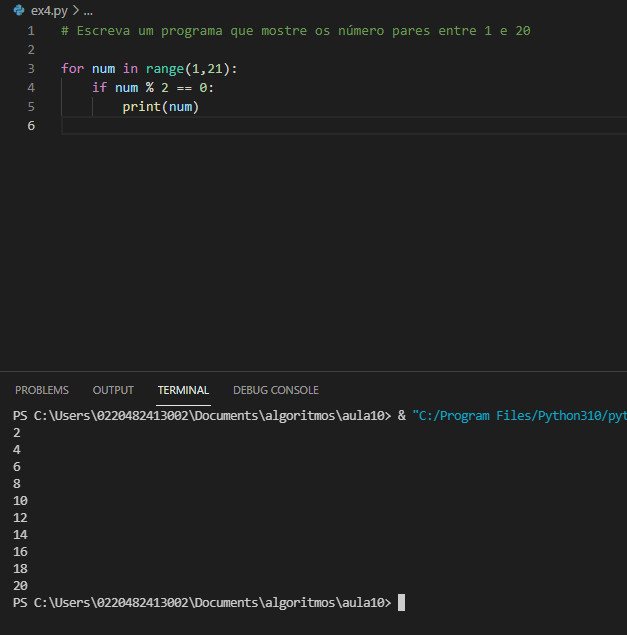 ex4.py > ...
1 # Escreva um programa que mostre os número pares entre 1 e 20
2
3 for num in range(1,21):
4 if num % 2 == 0:
5 print(num)
6
PROBLEMS OUTPUT TERMINAL DEBUG CONSOLE
PS C:\Users\0220482413002\Documents\algoritmos\aula10> & "C:/Program Files/Python310/pyt
2
4
6
8
10
12
14
16
18
20
PS C:\Users\0220482413002\Documents\algoritmos\aula10>